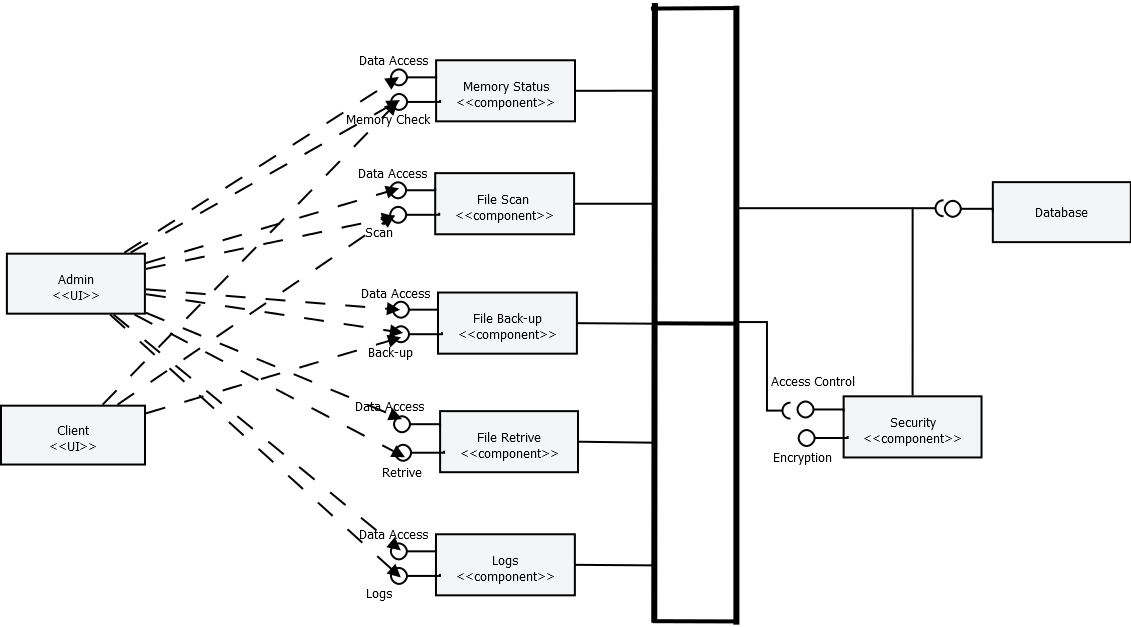 Data Access
Memory Status
<<component>>
Memory Check
Data Access
File Scan
<<component>>
Scan
Database
Admin
<<UI>>
Data Access
File Back-up
<<component>>
Back-up
Access Control
Data Access
Client
<<UI>>
File Retrive
<<component>>
Security
<<component>>
Encryption
Retrive
Data Access
Logs
<<component>>
Logs